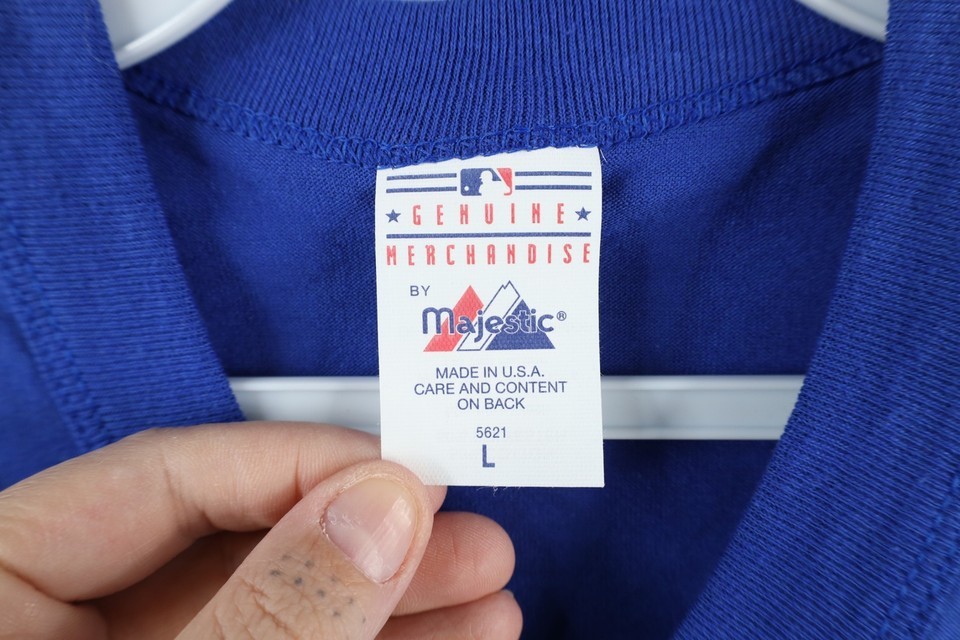 GENUINE
MERCHANDISE
BY
Majestic®
MADE IN U.S.A.
CARE AND CONTENT
ON BACK
5621
L